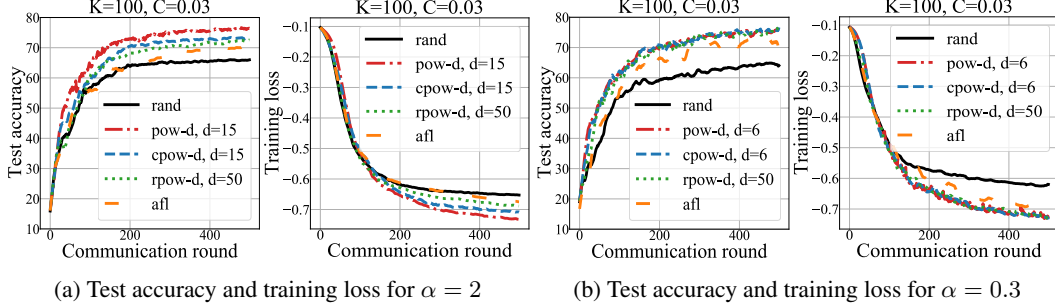 K=100, C=0.03
Test accuracy
80
70
60
50
40
30
20
10
0
200
400
Communication round
rand
pow-d, d=15
cpow-d, d=15
rpow-d, d=50
afl
K=100, C=0.03
Training loss
−0.1
−0.2
−0.3
−0.4
−0.5
−0.6
−0.7
0
200
400
Communication round
rand
pow-d, d=15
cpow-d, d=15
rpow-d, d=50
afl
(a) Test accuracy and training loss for α = 2
K=100, C=0.03
Test accuracy
80
70
60
50
40
30
20
10
0
200
400
Communication round
rand
pow-d, d=6
cpow-d, d=6
rpow-d, d=50
afl
K=100, C=0.03
Training loss
−0.1
−0.2
−0.3
−0.4
−0.5
−0.6
−0.7
0
200
400
Communication round
rand
pow-d, d=6
cpow-d, d=6
rpow-d, d=50
afl
(b) Test accuracy and training loss for α = 0.3